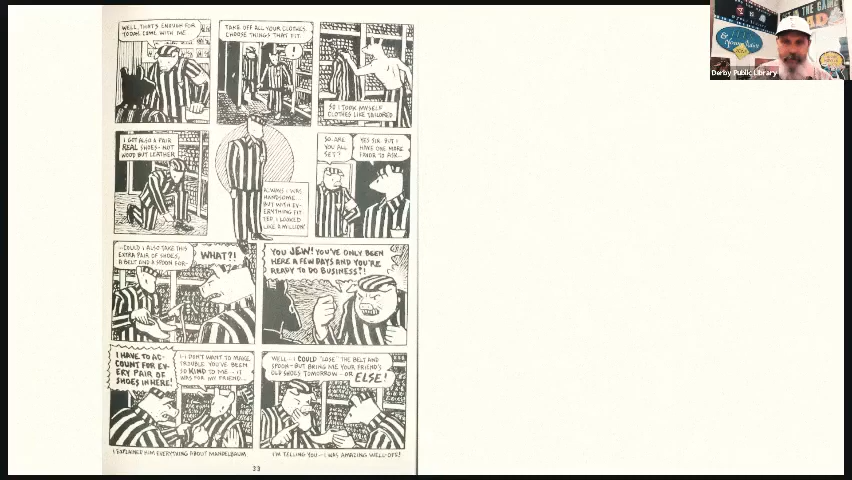 WELL, THAT'S ENOUGH FOR
TODAY. COME WITH ME.
TAKE OFF ALL YOUR CLOTHES.
CHOOSE THINGS THAT FIT.
!
SO I TOOK MYSELF
CLOTHES LIKE TAILORED.
I GOT ALSO A PAIR
REAL SHOES - NOT
WOOD BUT LEATHER
ALWAYS I WAS
HANDSOME...
BUT WITH EV-
ERYTHING FIT-
TED, I LOOKED
LIKE A MILLION!
SO. ARE
YOU ALL
SET?
YES SIR. BUT I
HAVE ONE MORE
FAVOR TO ASK...
--COULD I ALSO TAKE THIS
EXTRA PAIR OF SHOES,
A BELT AND A SPOON FOR-
WHAT?!
YOU JEW! YOU'VE ONLY BEEN
HERE A FEW DAYS AND YOU'RE
READY TO DO BUSINESS?!
I HAVE TO AC-
COUNT FOR EV-
ERY PAIR OF
SHOES IN HERE!
I-I DON'T WANT TO MAKE
TROUBLE. YOU'VE BEEN
SO KIND TO ME - IT
WAS FOR MY FRIEND...
WELL-- I COULD "LOSE" THE BELT AND
SPOON - BUT BRING ME YOUR FRIEND'S
OLD SHOES TOMORROW - OR
ELSE!
I EXPLAINED HIM EVERYTHING ABOUT MANDELBAUM.
I'M TELLING YOU-- I WAS AMAZING WELL-OFF!
33
THE GAME
Derby Public Library